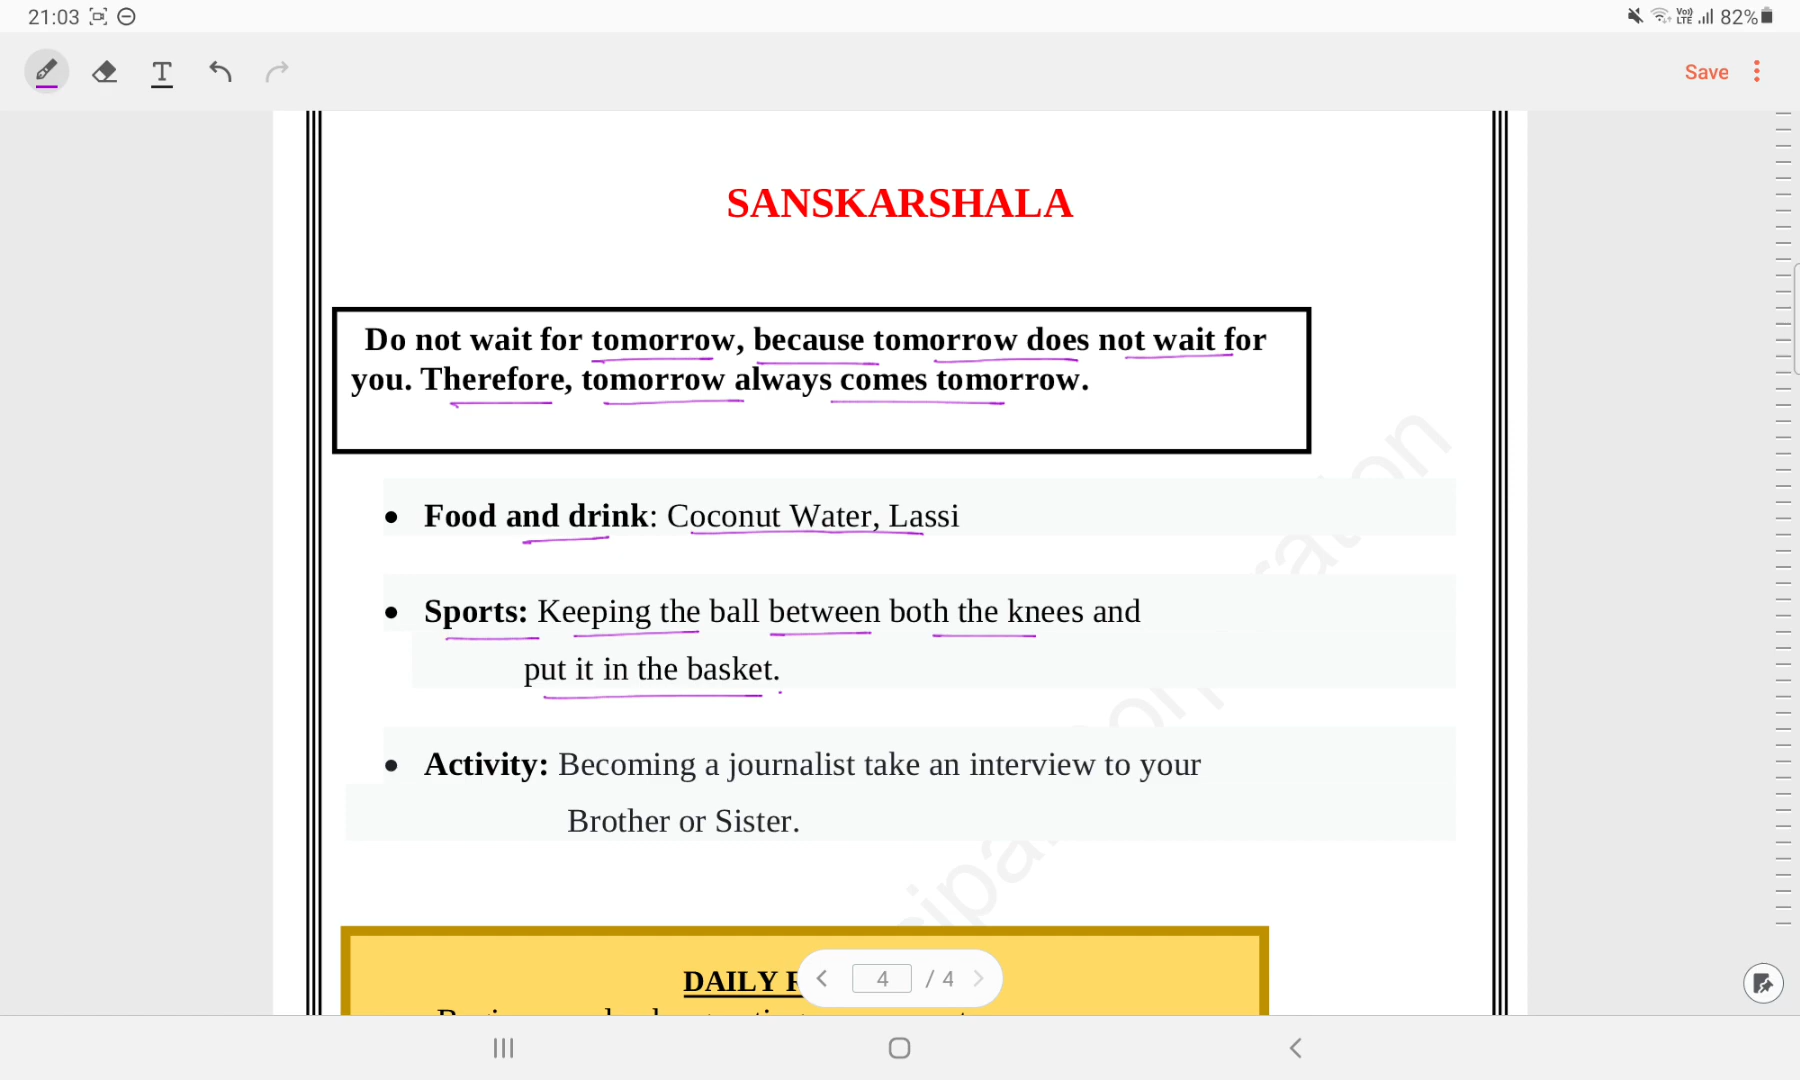 21:03
82%
Save
SANSKARSHALA
Do not wait for tomorrow, because tomorrow does not wait for
you. Therefore, tomorrow always comes tomorrow.
• Food and drink: Coconut Water, Lassi
• Sports: Keeping the ball between both the knees and
put it in the basket.
• Activity: Becoming a journalist take an interview to your
Brother or Sister.
DAILY
4 / 4